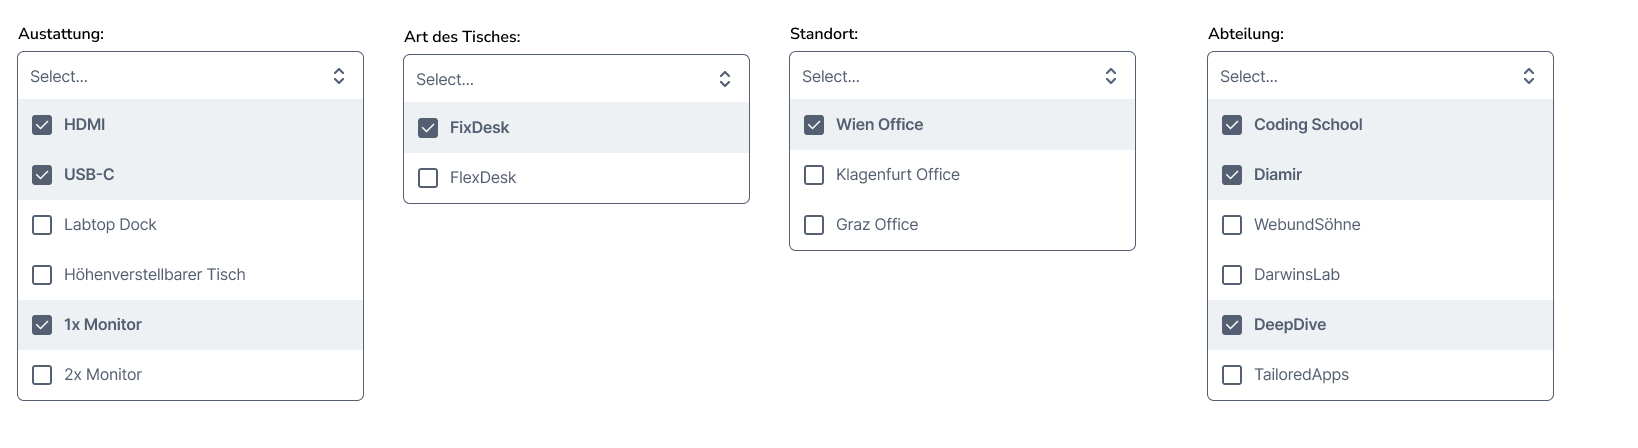 Austattung:
Select...
HDMI
USB-C
Labtop Dock
Höhenverstellbarer Tisch
1x Monitor
2x Monitor
Art des Tisches:
Select...
FixDesk
FlexDesk
Standort:
Select...
Wien Office
Klagenfurt Office
Graz Office
Abteilung:
Select...
Coding School
Diamir
WebundSöhne
DarwinsLab
DeepDive
TailoredApps